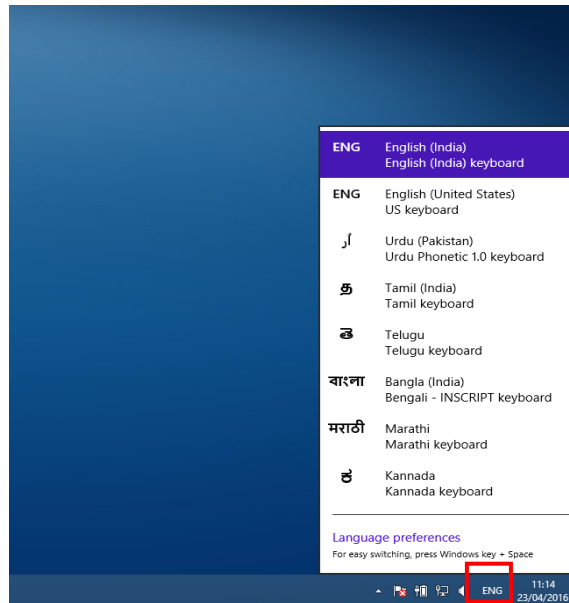 ENG English (India)
English (India) keyboard
ENG English (United States)
US keyboard
اُر Urdu (Pakistan)
Urdu Phonetic 1.0 keyboard
த Tamil (India)
Tamil keyboard
తె Telugu
Telugu keyboard
বাংলা Bangla (India)
Bengali - INSCRIPT keyboard
मराठी Marathi
Marathi keyboard
ಕ Kannada
Kannada keyboard
Language preferences
For easy switching, press Windows key + Space
ENG 11:14
23/04/2016